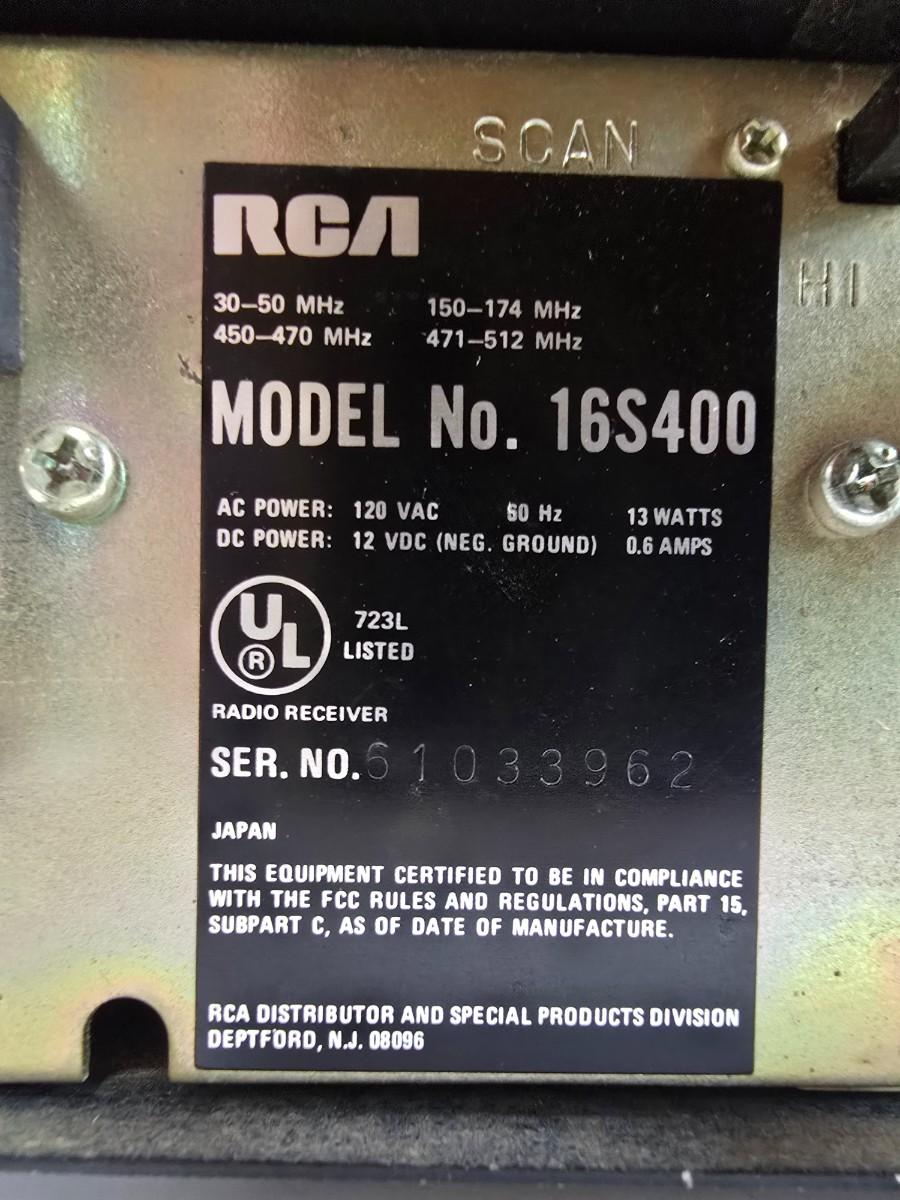 SCAN
RCA
HI
30–50 MHz 150–174 MHz
450–470 MHz 471–512 MHz
MODEL No. 16S400
AC POWER: 120 VAC 60 Hz 13 WATTS
DC POWER: 12 VDC (NEG. GROUND) 0.6 AMPS
UL
®
723L
LISTED
RADIO RECEIVER
SER. NO. 61033962
JAPAN
THIS EQUIPMENT CERTIFIED TO BE IN COMPLIANCE
WITH THE FCC RULES AND REGULATIONS, PART 15,
SUBPART C, AS OF DATE OF MANUFACTURE.
RCA DISTRIBUTOR AND SPECIAL PRODUCTS DIVISION
DEPTFORD, N.J. 08096